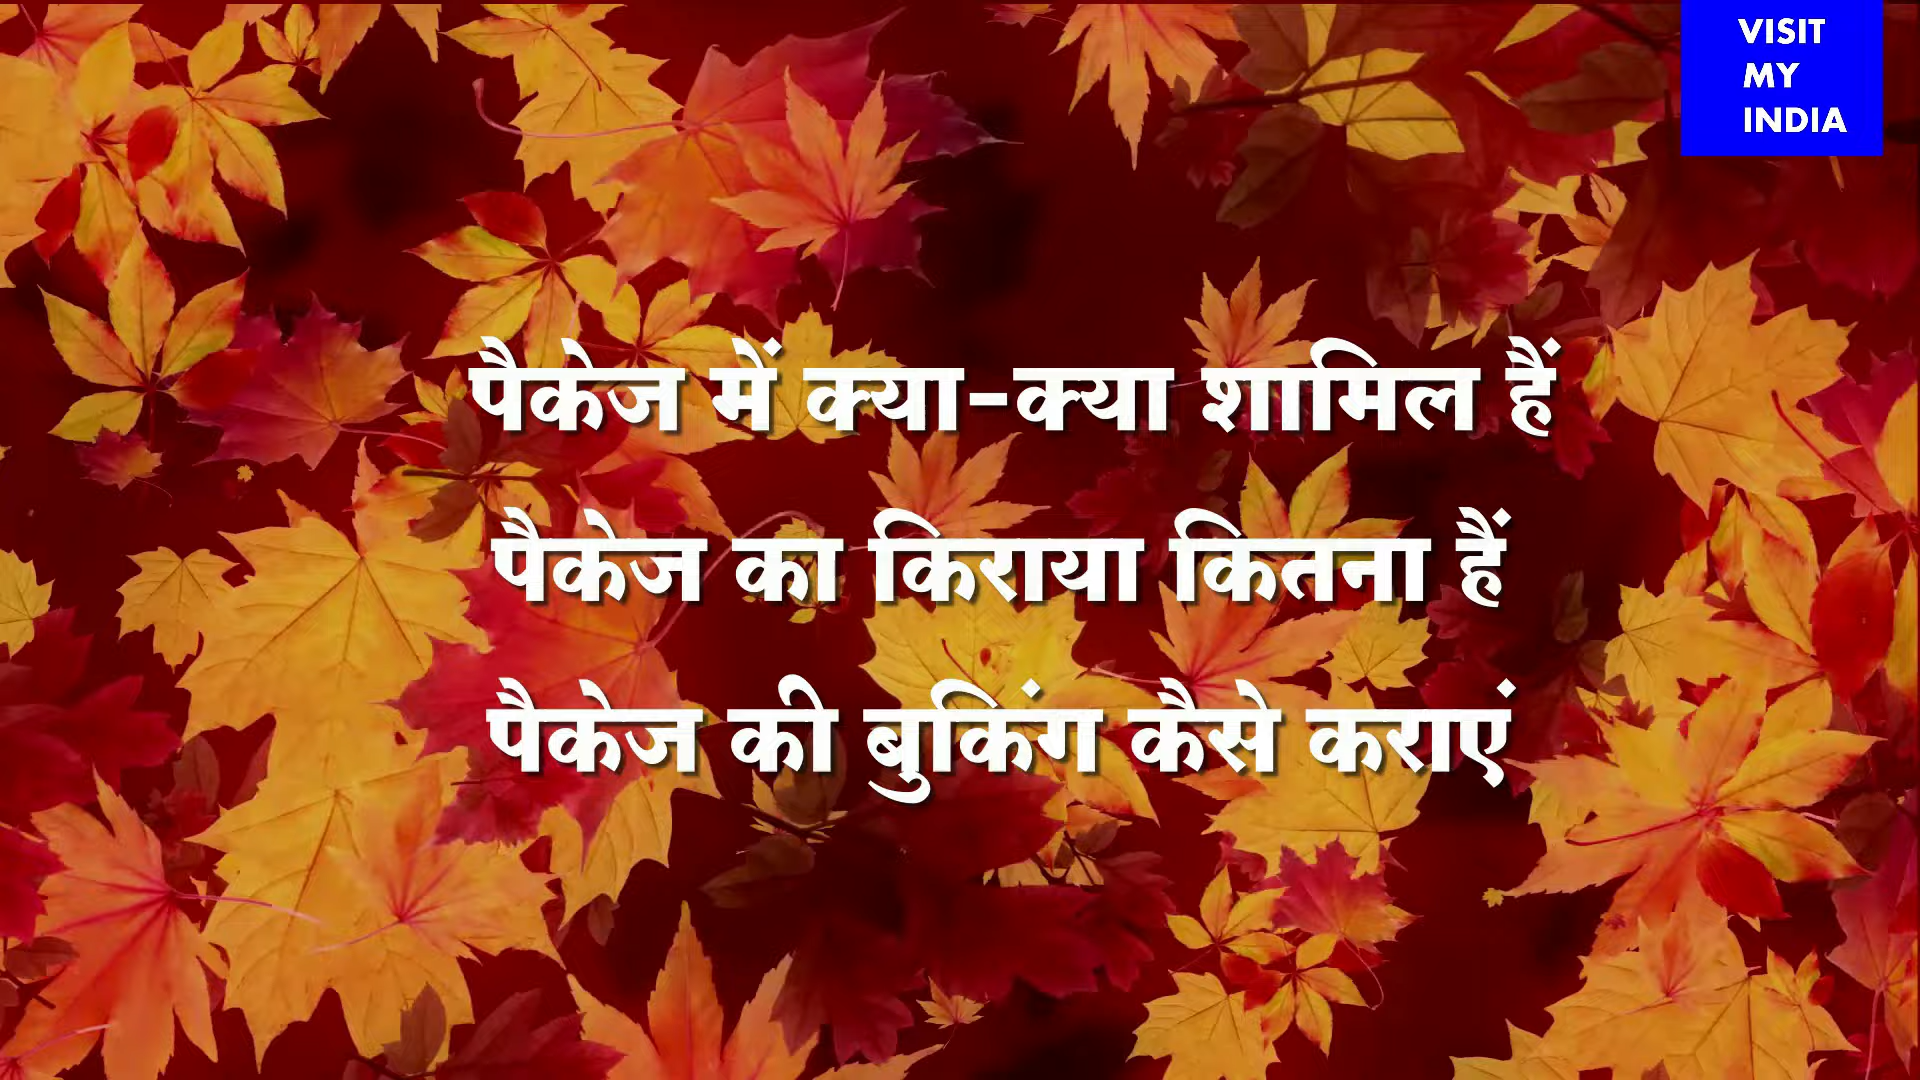 VISIT
MY
INDIA
पैकेज में क्या-क्या शामिल हैं
पैकेज का किराया कितना हैं
पैकेज की बुकिंग कैसे कराएं